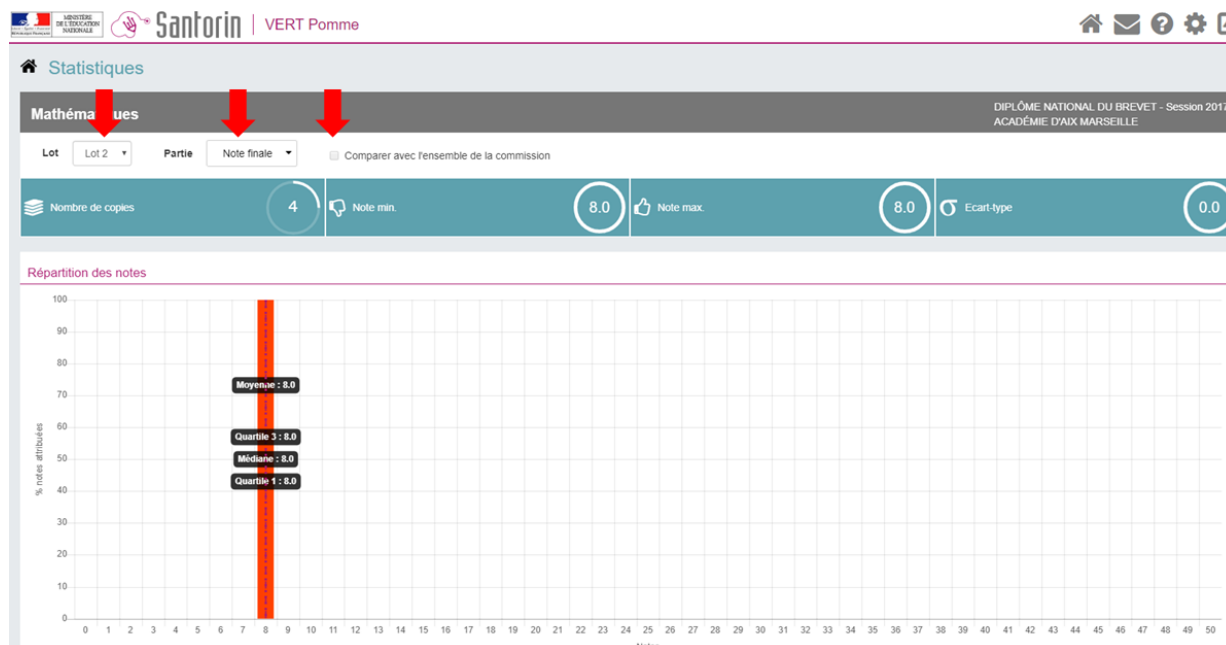 MINISTÈRE
DE L'ÉDUCATION
NATIONALE
Santorin
VERT Pomme
Statistiques
Mathématiques
DIPLÔME NATIONAL DU BREVET - Session 2017
ACADÉMIE D'AIX MARSEILLE
Lot Lot 2 Partie Note finale Comparer avec l'ensemble de la commission
Nombre de copies 4 Note min. 8.0 Note max. 8.0 Ecart-type 0.0
Répartition des notes
100
90
80
Moyenne : 8.0
70
% notes attribuées
60
Quartile 3 : 8.0
50
Médiane : 8.0
Quartile 1 : 8.0
40
30
20
10
0
0 1 2 3 4 5 6 7 8 9 10 11 12 13 14 15 16 17 18 19 20 21 22 23 24 25 26 27 28 29 30 31 32 33 34 35 36 37 38 39 40 41 42 43 44 45 46 47 48 49 50